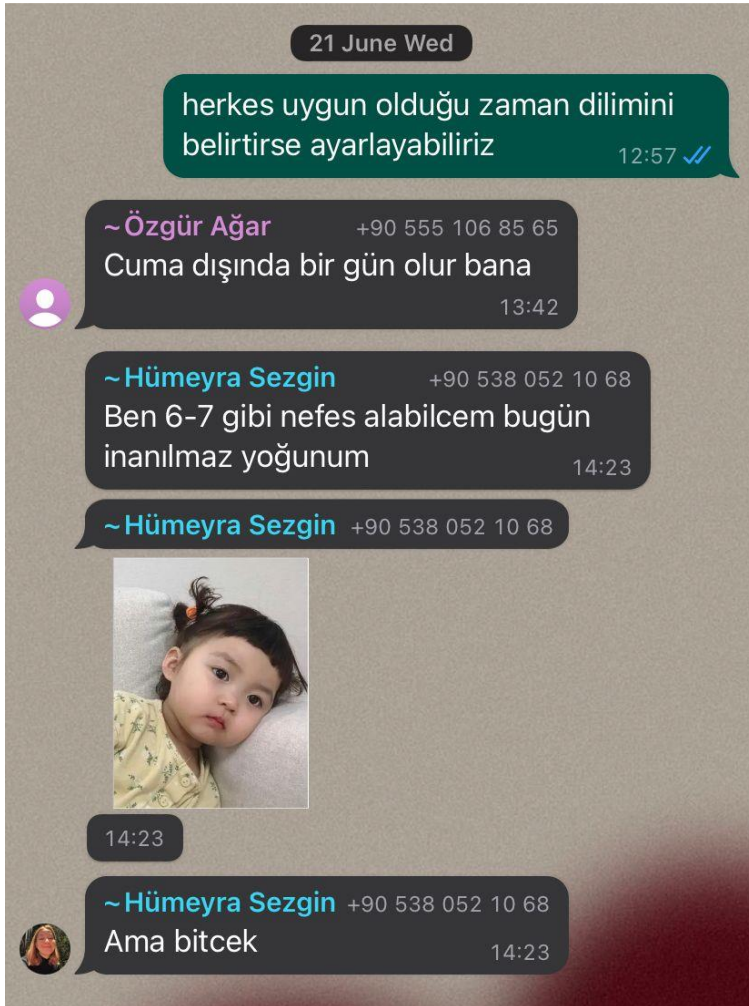 21 June Wed
herkes uygun olduğu zaman dilimini
belirtirse ayarlayabiliriz
12:57
~Özgür Ağar +90 555 106 85 65
Cuma dışında bir gün olur bana
13:42
~Hümeyra Sezgin +90 538 052 10 68
Ben 6-7 gibi nefes alabilcem bugün
inanılmaz yoğunum
14:23
~Hümeyra Sezgin +90 538 052 10 68
14:23
~Hümeyra Sezgin +90 538 052 10 68
Ama bitcek
14:23